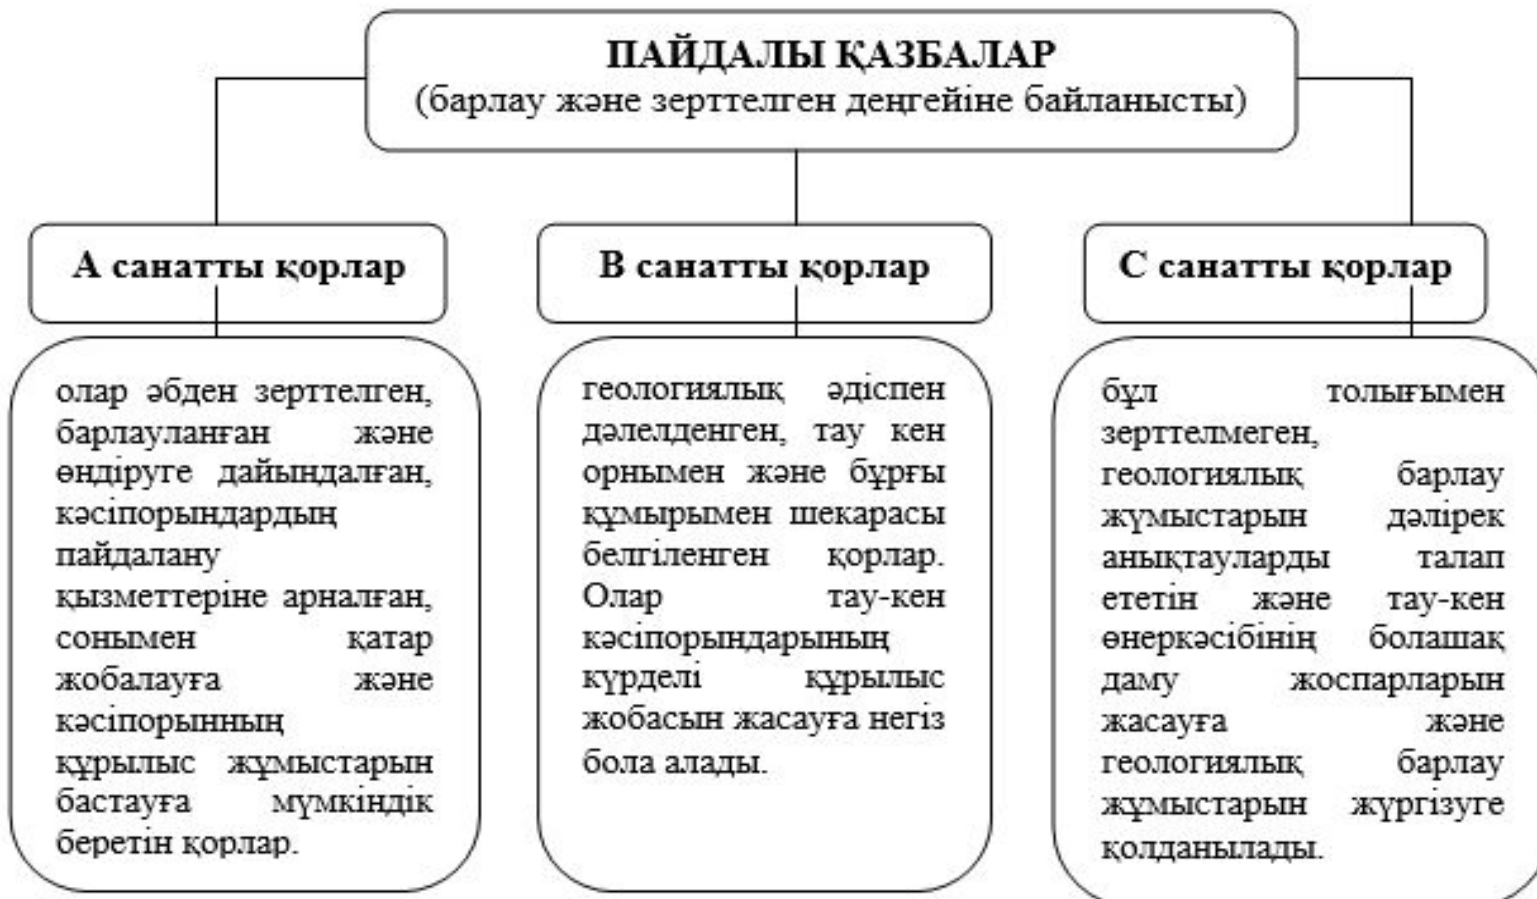 ПАЙДАЛЫ ҚАЗБАЛАР
(барлау және зерттелген деңгейіне байланысты)
А санатты қорлар
олар әбден зерттелген,
барлауланған және
өндіруге дайындалған,
кәсіпорындардың
пайдалану
қызметтеріне арналған,
сонымен қатар
жобалауға және
кәсіпорынның
құрылыс жұмыстарын
бастауға мүмкіндік
беретін қорлар.
В санатты қорлар
геологиялық әдіспен
дәлелденген, тау кен
орнымен және бұрғы
құмырымен шекарасы
белгіленген қорлар.
Олар тау-кен
кәсіпорындарының
күрделі құрылыс
жобасын жасауға негіз
бола алады.
С санатты қорлар
бұл толығымен
зерттелмеген,
геологиялық барлау
жүмыстарын дәлірек
анықтауларды талап
ететін және тау-кен
өнеркәсібінің болашақ
даму жоспарларын
жасауға және
геологиялық барлау
жұмыстарын жүргізуге
қолданылады.